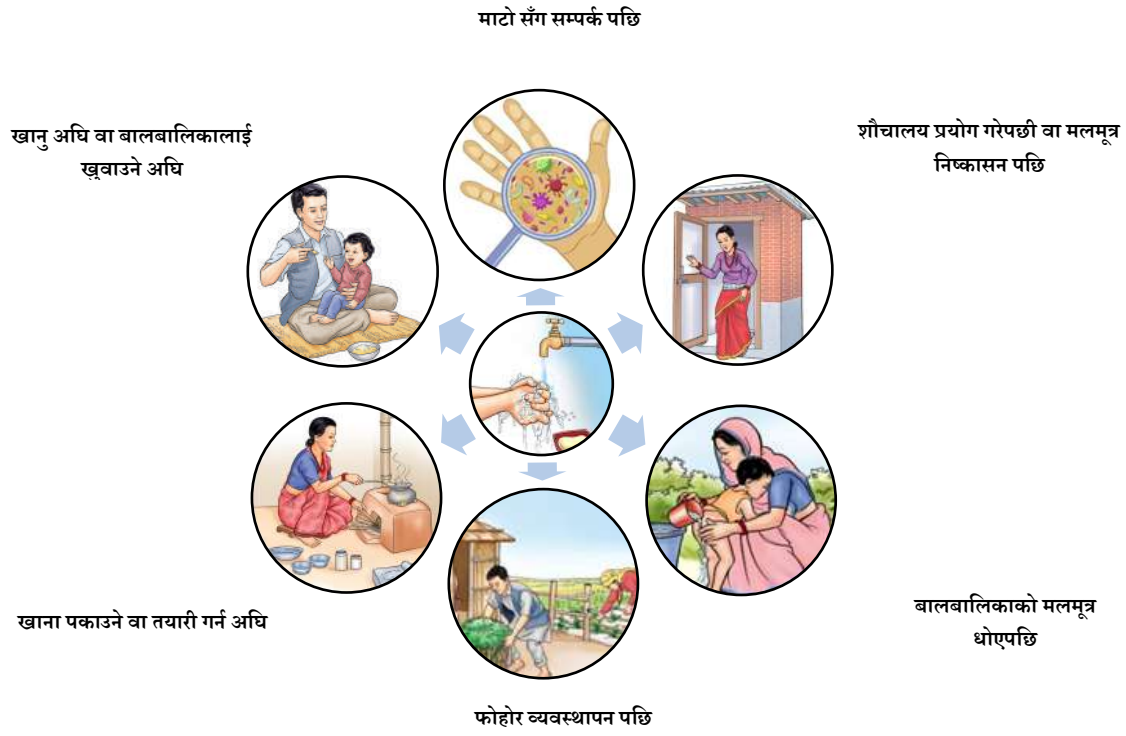 माटो सँग सम्पर्क पछि
खानु अघि वा बालबालिकालाई
खुवाउने अघि
शौचालय प्रयोग गरेपछी वा मलमूत्र
निष्कासन पछि
खाना पकाउने वा तयारी गर्न अघि
बालबालिकाको मलमूत्र
धोएपछि
फोहोर व्यवस्थापन पछि